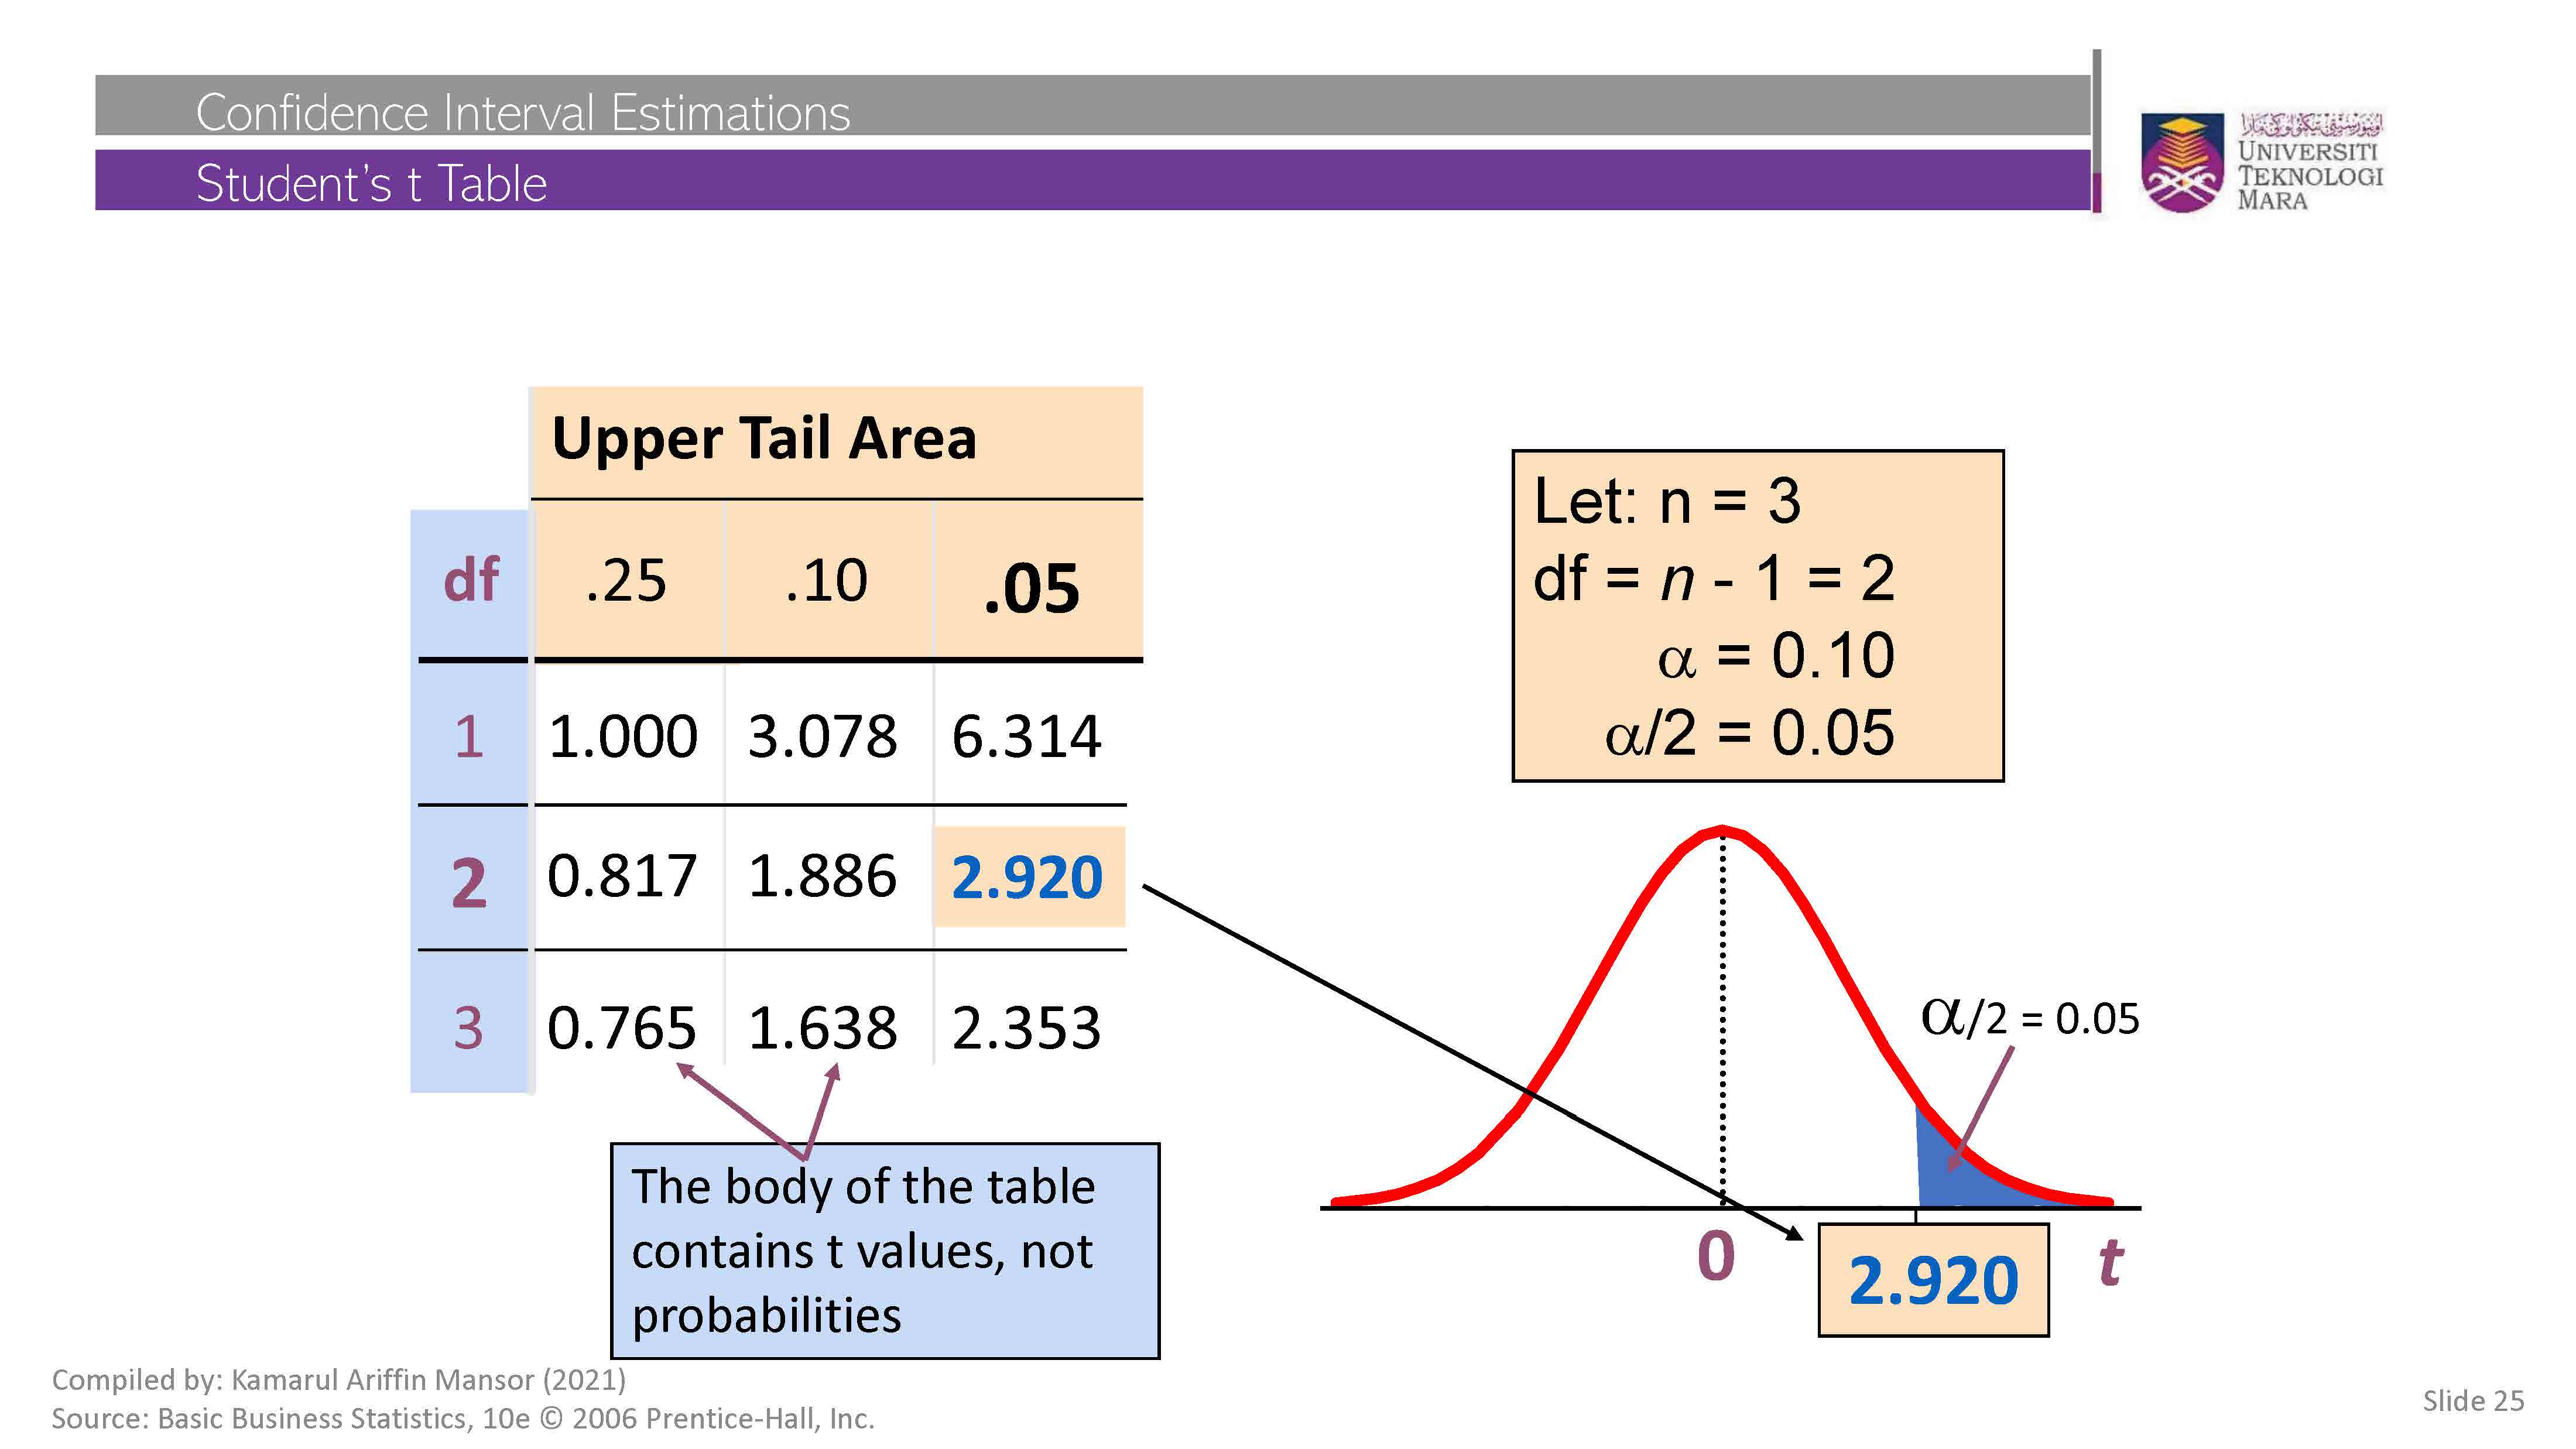 Confidence Interval Estimations
Student’s t Table
UNIVERSITI
TEKNOLOGI
MARA
Upper Tail Area
df .25 .10 .05
1 1.000 3.078 6.314
2 0.817 1.886 2.920
3 0.765 1.638 2.353
The body of the table
contains t values, not
probabilities
Let: n = 3
df = n - 1 = 2
α = 0.10
α/2 = 0.05
α/2 = 0.05
0
2.920
t
Compiled by: Kamarul Ariffin Mansor (2021)
Source: Basic Business Statistics, 10e © 2006 Prentice-Hall, Inc.
Slide 25